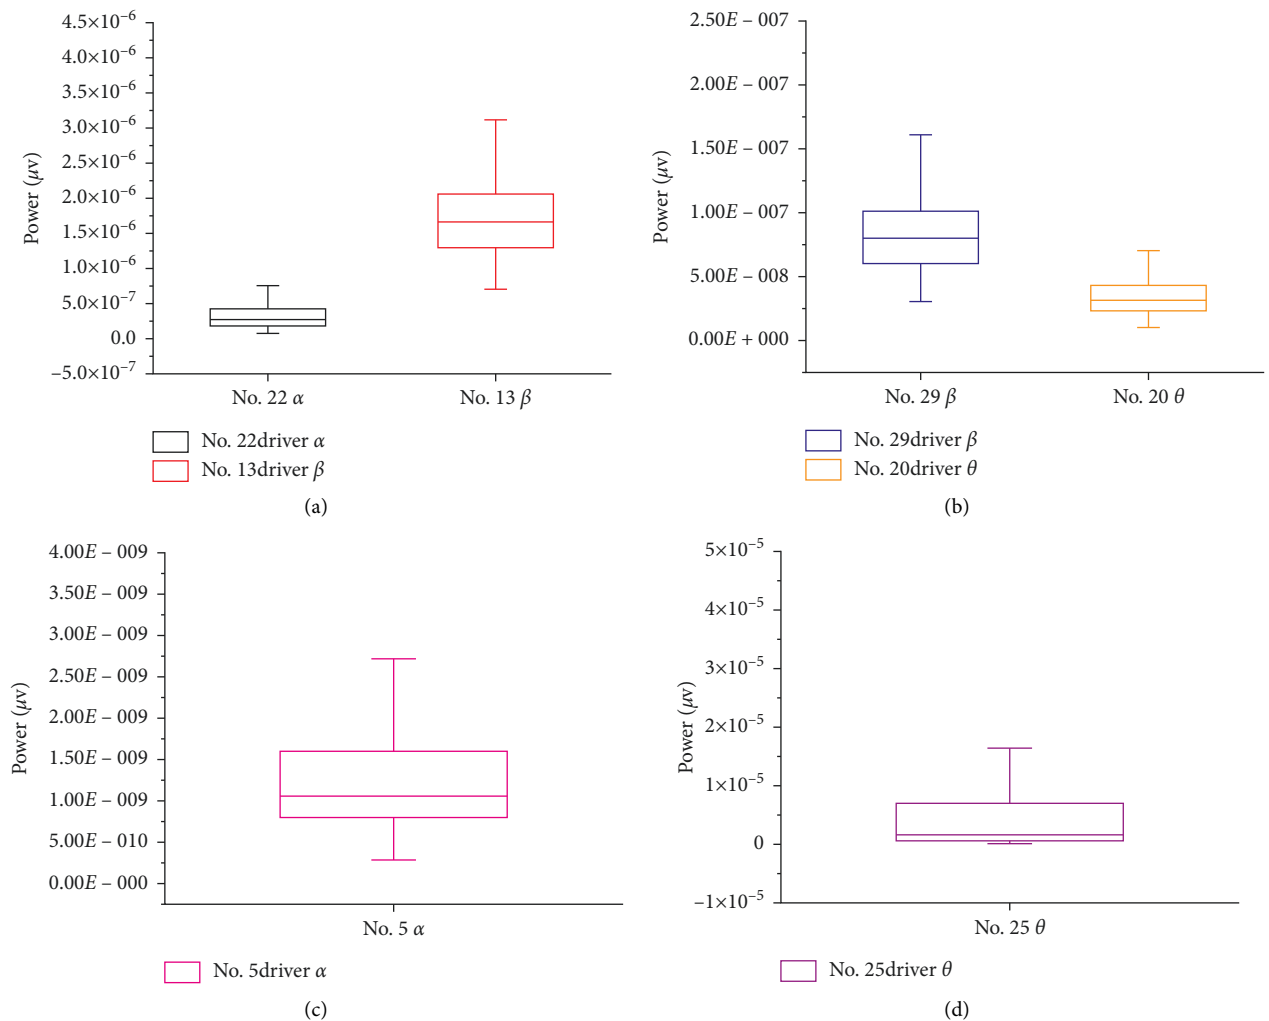 4.5×10⁻⁶
4.0×10⁻⁶
3.5×10⁻⁶
3.0×10⁻⁶
2.5×10⁻⁶
2.0×10⁻⁶
1.5×10⁻⁶
1.0×10⁻⁶
5.0×10⁻⁷
0.0
–5.0×10⁻⁷
Power (μv)
No. 22 α
No. 13 β
No. 22driver α
No. 13driver β
(a)
2.50E – 007
2.00E – 007
1.50E – 007
1.00E – 007
5.00E – 008
0.00E + 000
Power (μv)
No. 29 β
No. 20 θ
No. 29driver β
No. 20driver θ
(b)
4.00E – 009
3.50E – 009
3.00E – 009
2.50E – 009
2.00E – 009
1.50E – 009
1.00E – 009
5.00E – 010
0.00E – 000
Power (μv)
No. 5 α
No. 5driver α
(c)
5×10⁻⁵
4×10⁻⁵
3×10⁻⁵
2×10⁻⁵
1×10⁻⁵
0
–1×10⁻⁵
Power (μv)
No. 25 θ
No. 25driver θ
(d)